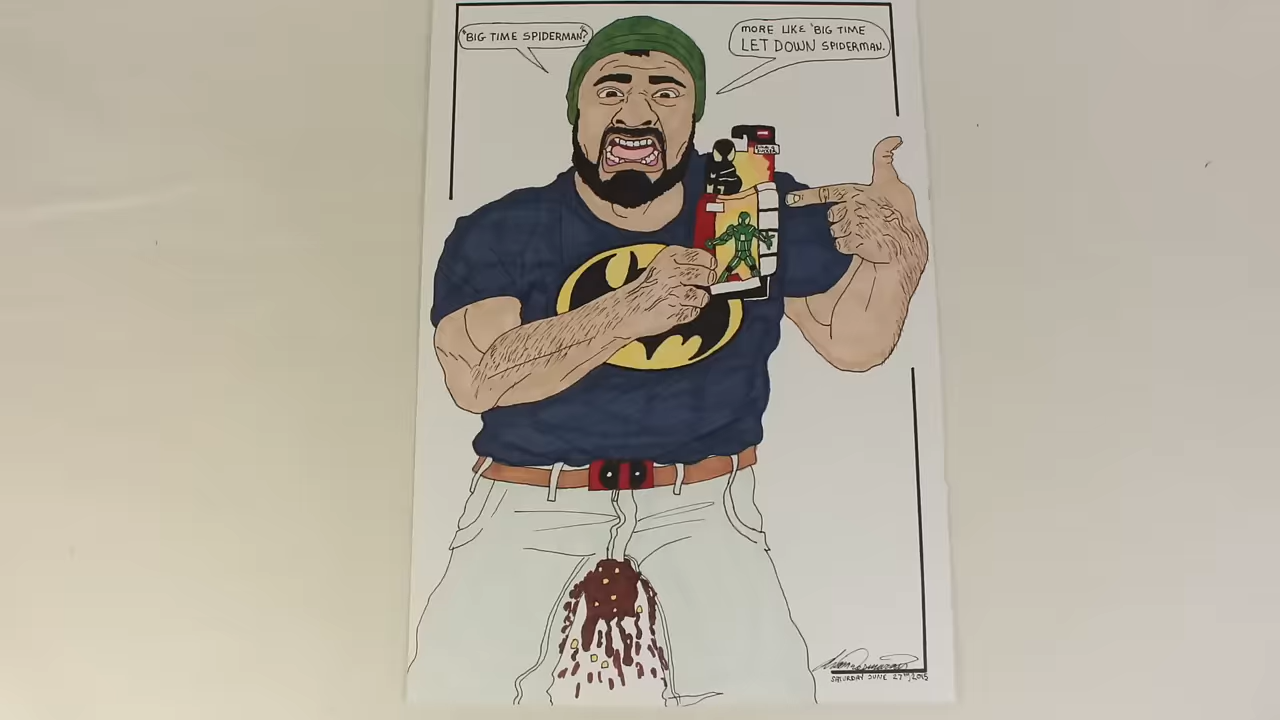 "BIG TIME SPIDERMAN"?
MORE LIKE "BIG TIME
LET DOWN SPIDERMAN.
SATURDAY JUNE 27TH/2015